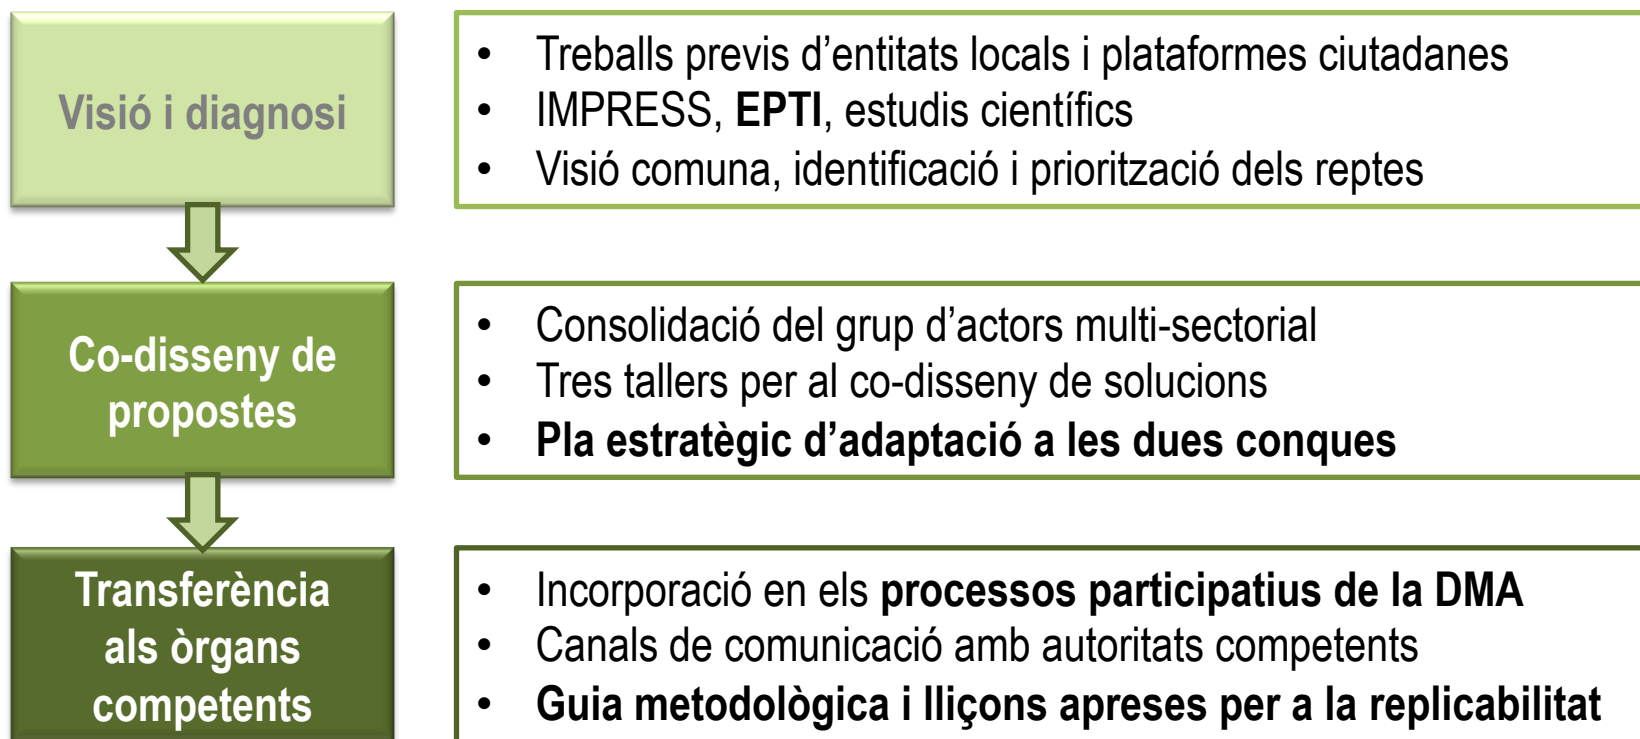 Visió i diagnosi
• Treballs previs d’entitats locals i plataformes ciutadanes
• IMPRESS, EPTI, estudis científics
• Visió comuna, identificació i priorització dels reptes
Co-disseny de
propostes
• Consolidació del grup d’actors multi-sectorial
• Tres tallers per al co-disseny de solucions
• Pla estratègic d’adaptació a les dues conques
Transferència
als òrgans
competents
• Incorporació en els processos participatius de la DMA
• Canals de comunicació amb autoritats competents
• Guia metodològica i lliçons apreses per a la replicabilitat